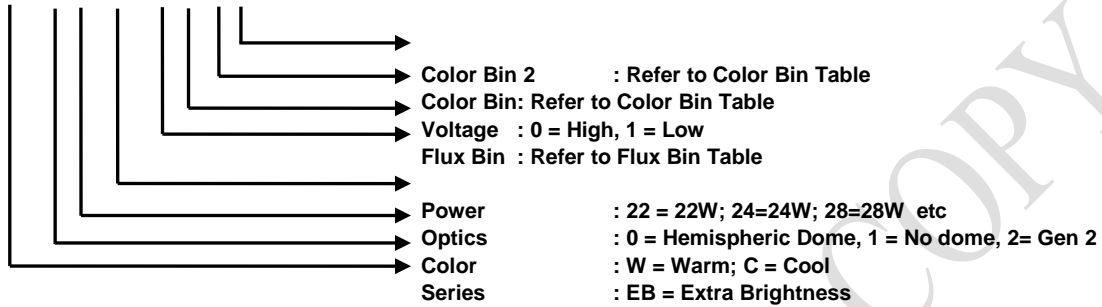 Color Bin 2 : Refer to Color Bin Table
Color Bin: Refer to Color Bin Table
Voltage : 0 = High, 1 = Low
Flux Bin : Refer to Flux Bin Table
Power : 22 = 22W; 24=24W; 28=28W etc
Optics : 0 = Hemispheric Dome, 1 = No dome, 2= Gen 2
Color : W = Warm; C = Cool
Series : EB = Extra Brightness
COPY